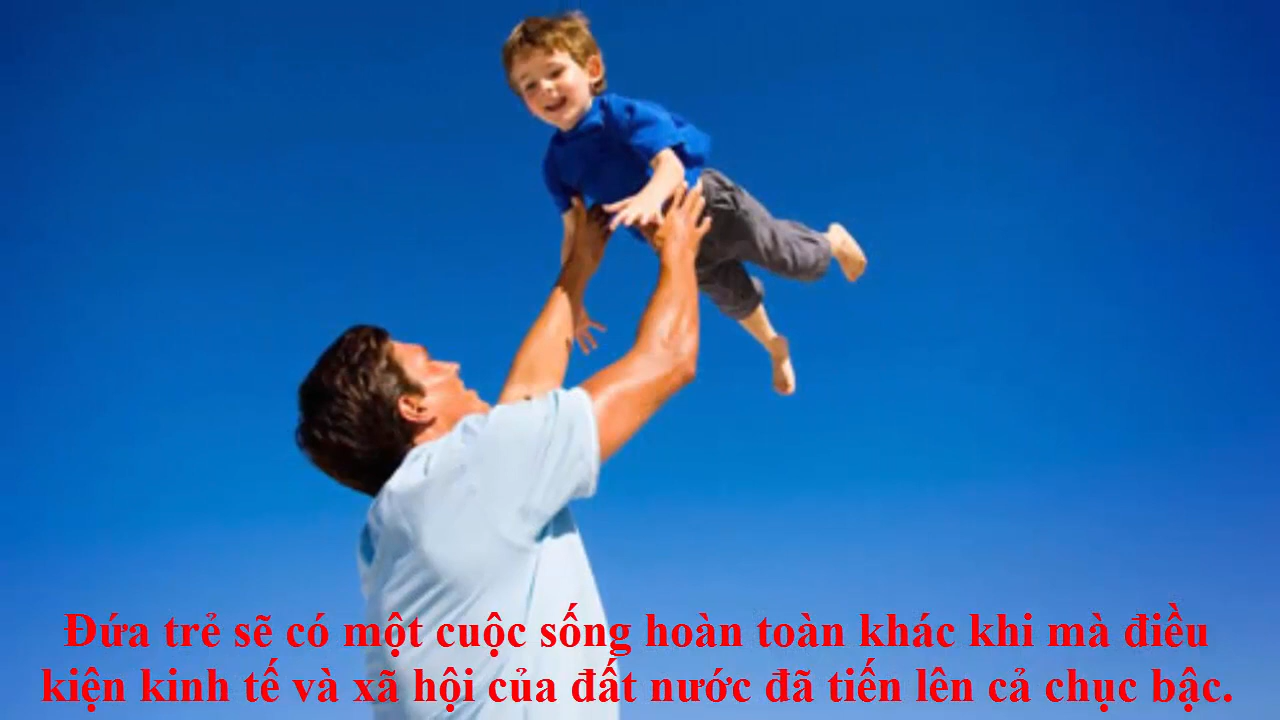 Đứa trẻ sẽ có một cuộc sống hoàn toàn khác khi mà điều
kiện kinh tế và xã hội của đất nước đã tiến lên cả chục bậc.